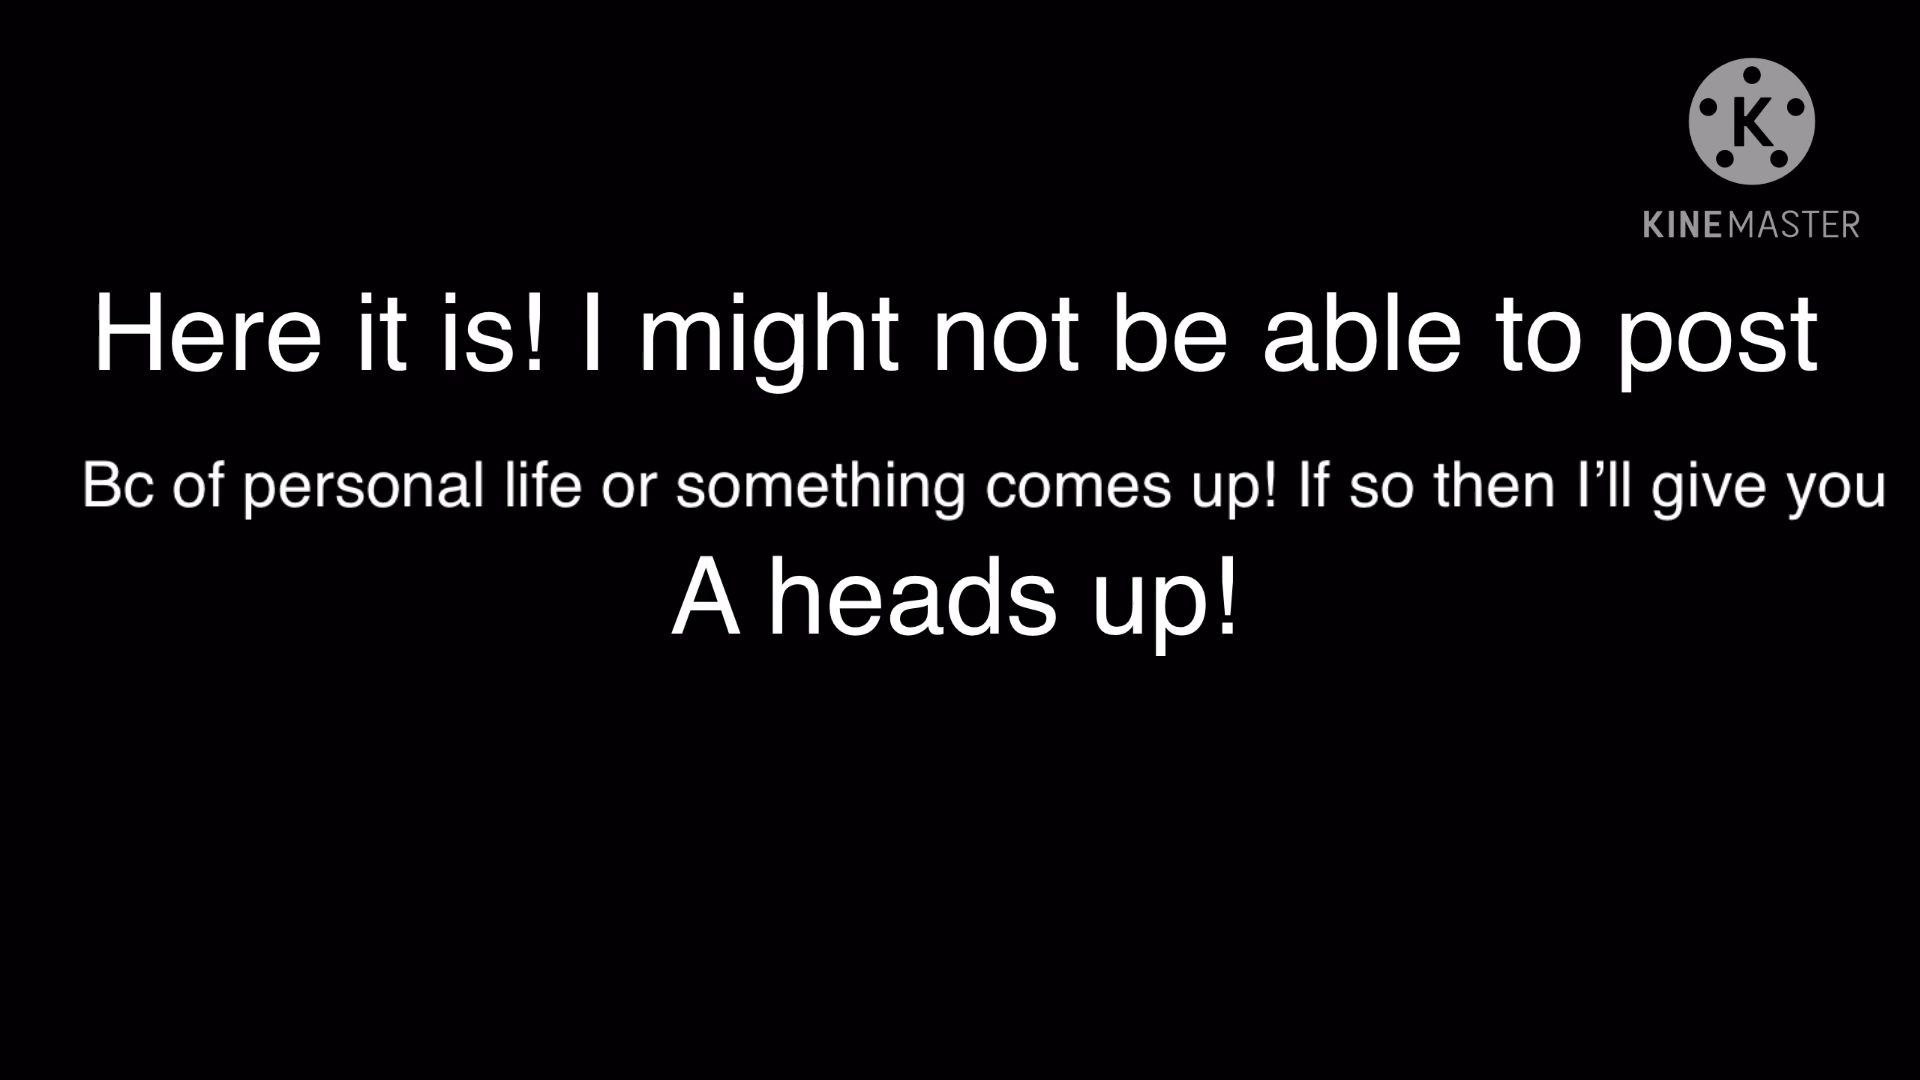 K
KINEMASTER
Here it is! I might not be able to post
Bc of personal life or something comes up! If so then I’ll give you
A heads up!